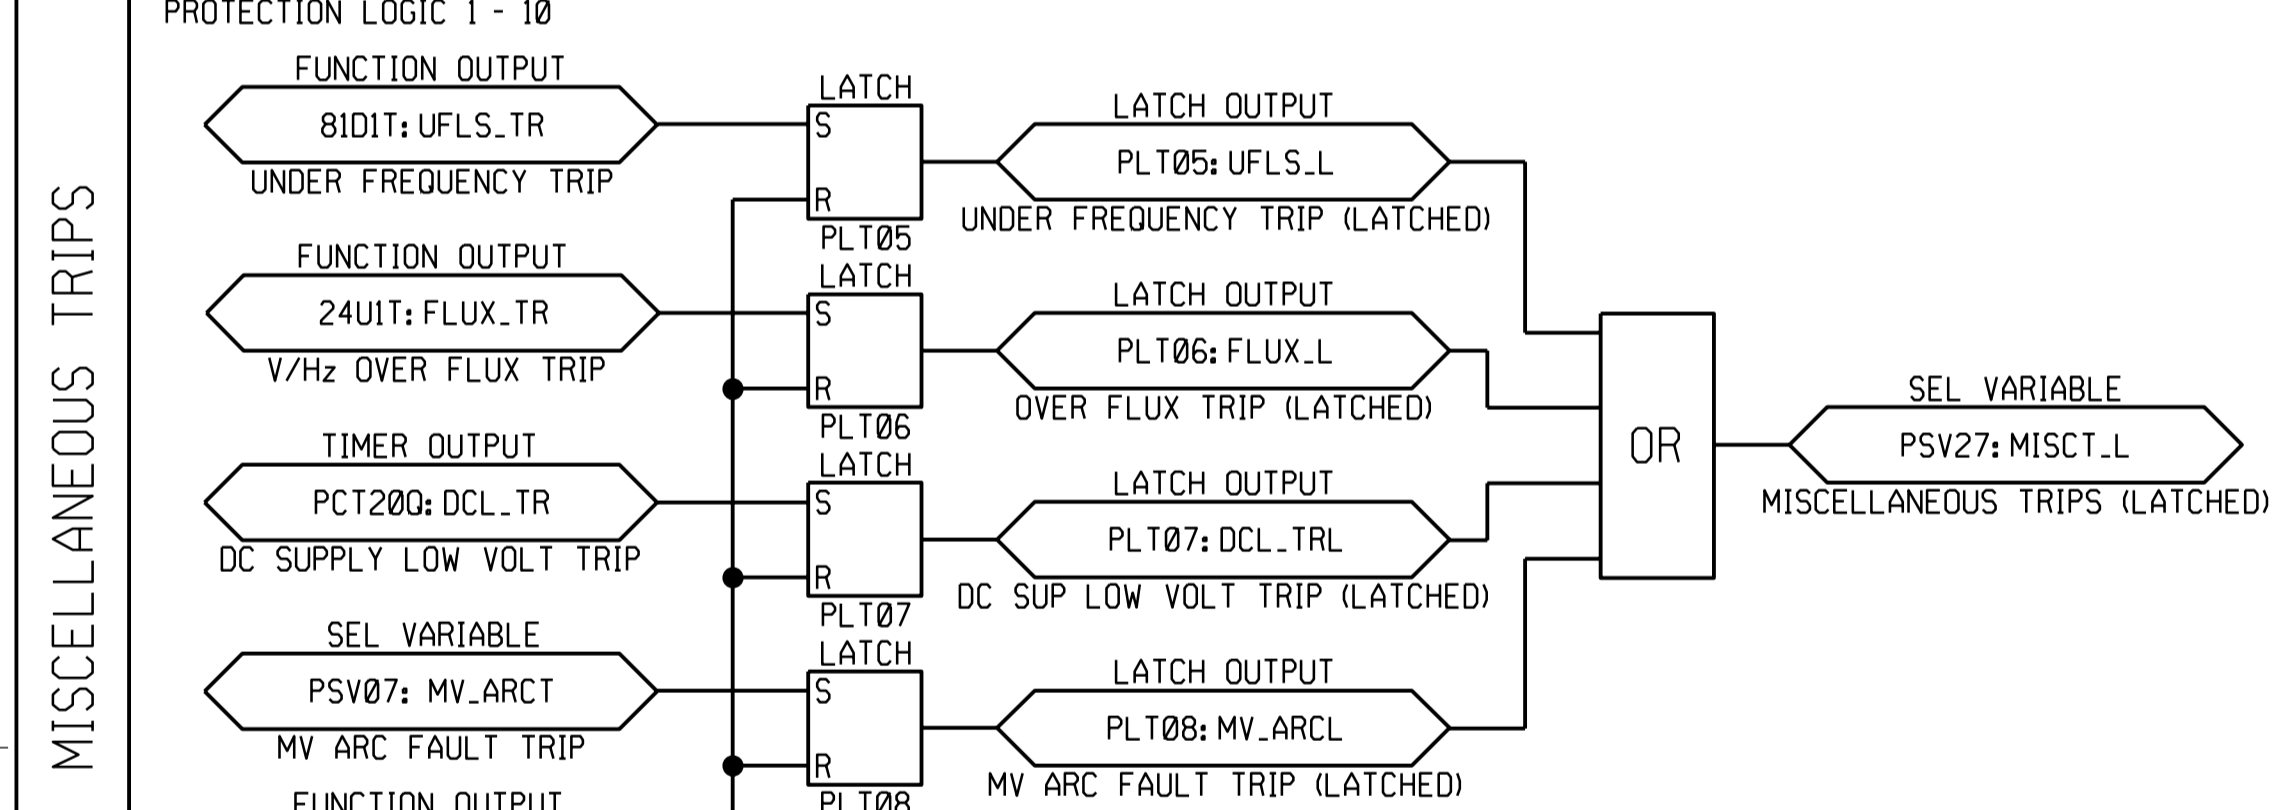 PROTECTION LOGIC 1 - 10
MISCELLANEOUS TRIPS
FUNCTION OUTPUT
81D1T: UFLS_TR
UNDER FREQUENCY TRIP
LATCH
S
R
PLT05
LATCH OUTPUT
PLT05: UFLS_L
UNDER FREQUENCY TRIP (LATCHED)
FUNCTION OUTPUT
24U1T: FLUX_TR
V/Hz OVER FLUX TRIP
LATCH
S
R
PLT06
LATCH OUTPUT
PLT06: FLUX_L
OVER FLUX TRIP (LATCHED)
TIMER OUTPUT
PCT20Q: DCL_TR
DC SUPPLY LOW VOLT TRIP
LATCH
S
R
PLT07
LATCH OUTPUT
PLT07: DCL_TRL
DC SUP LOW VOLT TRIP (LATCHED)
SEL VARIABLE
PSV07: MV_ARCT
MV ARC FAULT TRIP
LATCH
S
R
PLT08
LATCH OUTPUT
PLT08: MV_ARCL
MV ARC FAULT TRIP (LATCHED)
OR
SEL VARIABLE
PSV27: MISCT_L
MISCELLANEOUS TRIPS (LATCHED)
FUNCTION OUTPUT